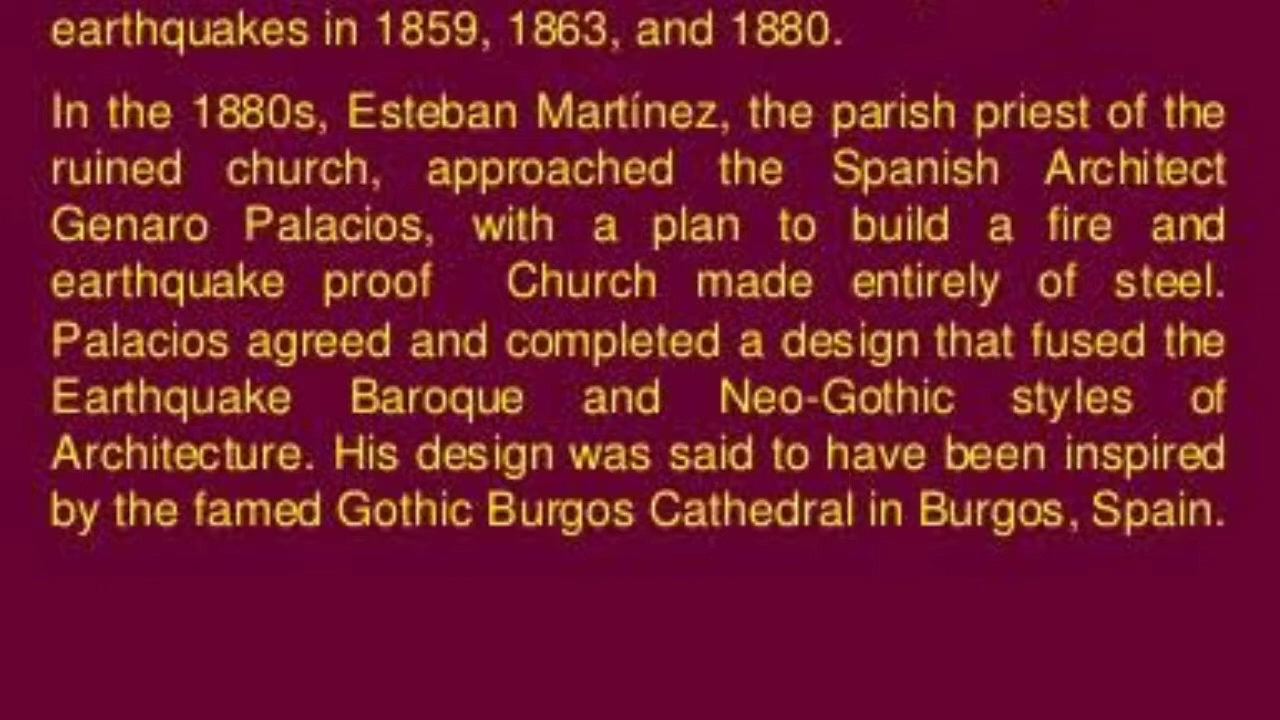 earthquakes in 1859, 1863, and 1880.
In the 1880s, Esteban Martínez, the parish priest of the
ruined church, approached the Spanish Architect
Genaro Palacios, with a plan to build a fire and
earthquake proof Church made entirely of steel.
Palacios agreed and completed a design that fused the
Earthquake Baroque and Neo-Gothic styles of
Architecture. His design was said to have been inspired
by the famed Gothic Burgos Cathedral in Burgos, Spain.